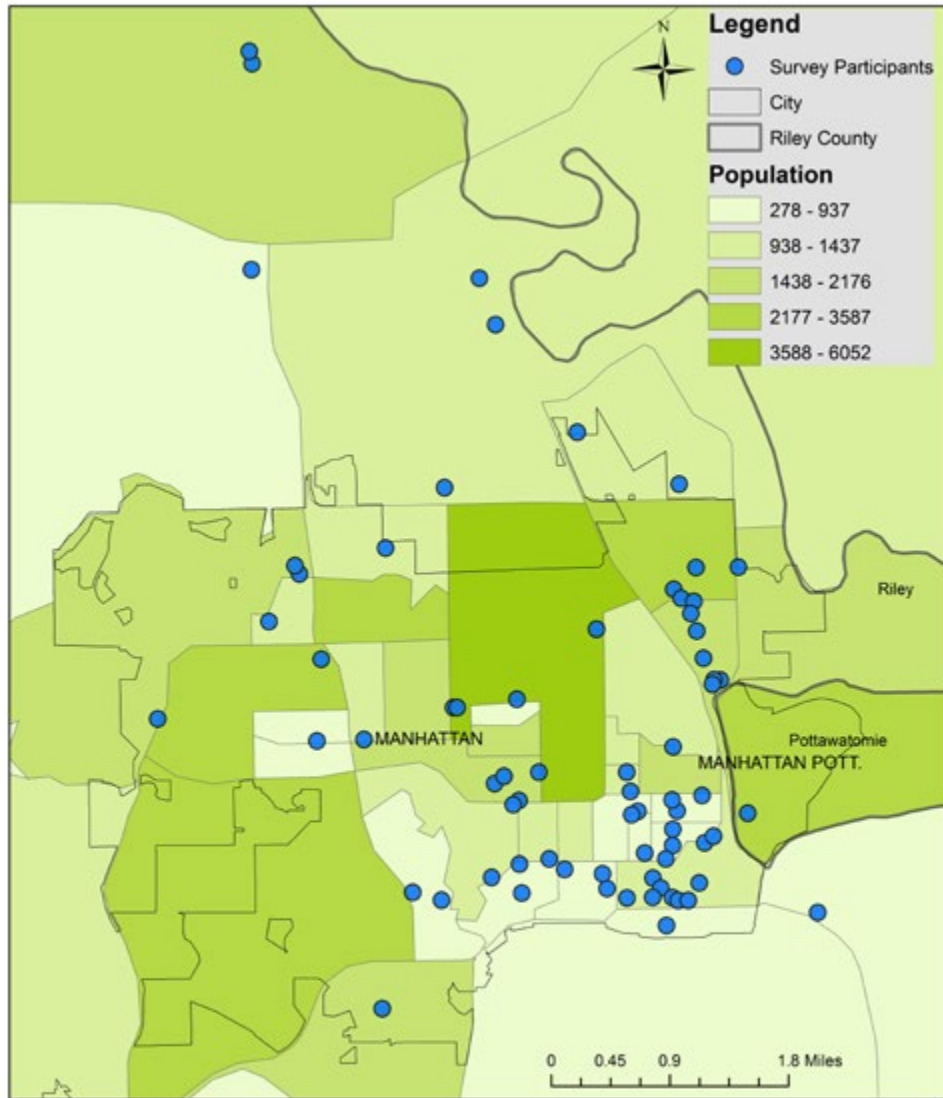 Legend
N
Survey Participants
City
Riley County
Population
278 - 937
938 - 1437
1438 - 2176
2177 - 3587
3588 - 6052
Riley
MANHATTAN
Pottawatomie
MANHATTAN POTT.
0 0.45 0.9 1.8 Miles